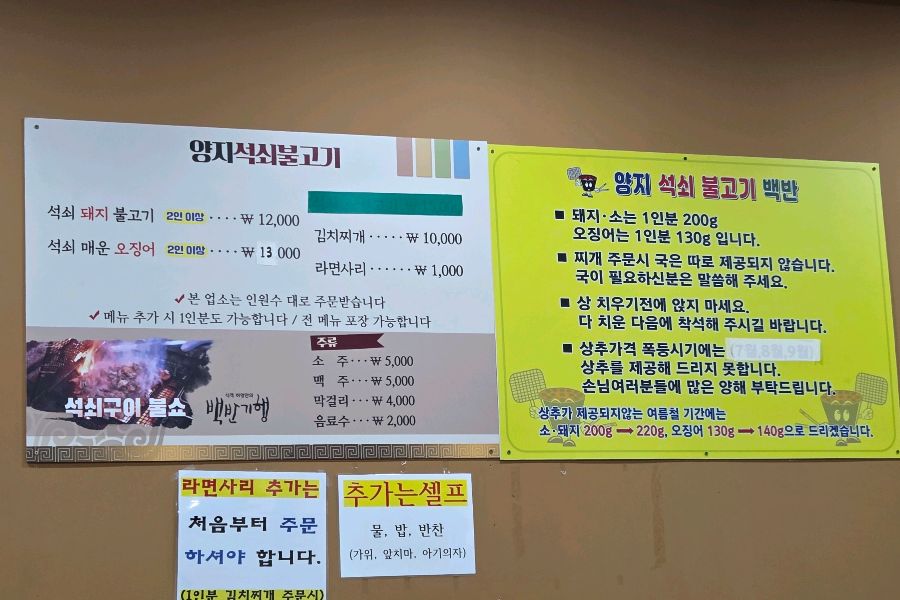 양지석쇠불고기
석쇠 돼지 불고기 2인 이상 ···· ₩ 12,000
석쇠 매운 오징어 2인 이상 ···· ₩ 13 000
김치찌개 ····· ₩ 10,000
라면사리 ······ ₩ 1,000
✓본 업소는 인원수 대로 주문받습니다
✓메뉴 추가 시 1인분도 가능합니다 / 전 메뉴 포장 가능합니다
주류
소 주 ··· ₩ 5,000
맥 주 ··· ₩ 5,000
막걸리 ··· ₩ 4,000
음료수 ··· ₩ 2,000
석쇠구이 불쇼
식객 허영만의
백반기행
양지 석쇠 불고기 백반
■ 돼지·소는 1인분 200g
오징어는 1인분 130g 입니다.
■ 찌개 주문시 국은 따로 제공되지 않습니다.
국이 필요하신분은 말씀해 주세요.
■ 상 치우기전에 앉지 마세요.
다 치운 다음에 착석해 주시길 바랍니다.
■ 상추가격 폭등시기에는 (7월,8월,9월)
상추를 제공해 드리지 못합니다.
손님여러분들에 많은 양해 부탁드립니다.
상추가 제공되지않는 여름철 기간에는
소·돼지 200g ➞ 220g, 오징어 130g ➞ 140g으로 드리겠습니다.
라면사리 추가는
처음부터 주문
하셔야 합니다.
(1인분 김치찌개 주문시)
추가는셀프
물, 밥, 반찬
(가위, 앞치마, 아기의자)